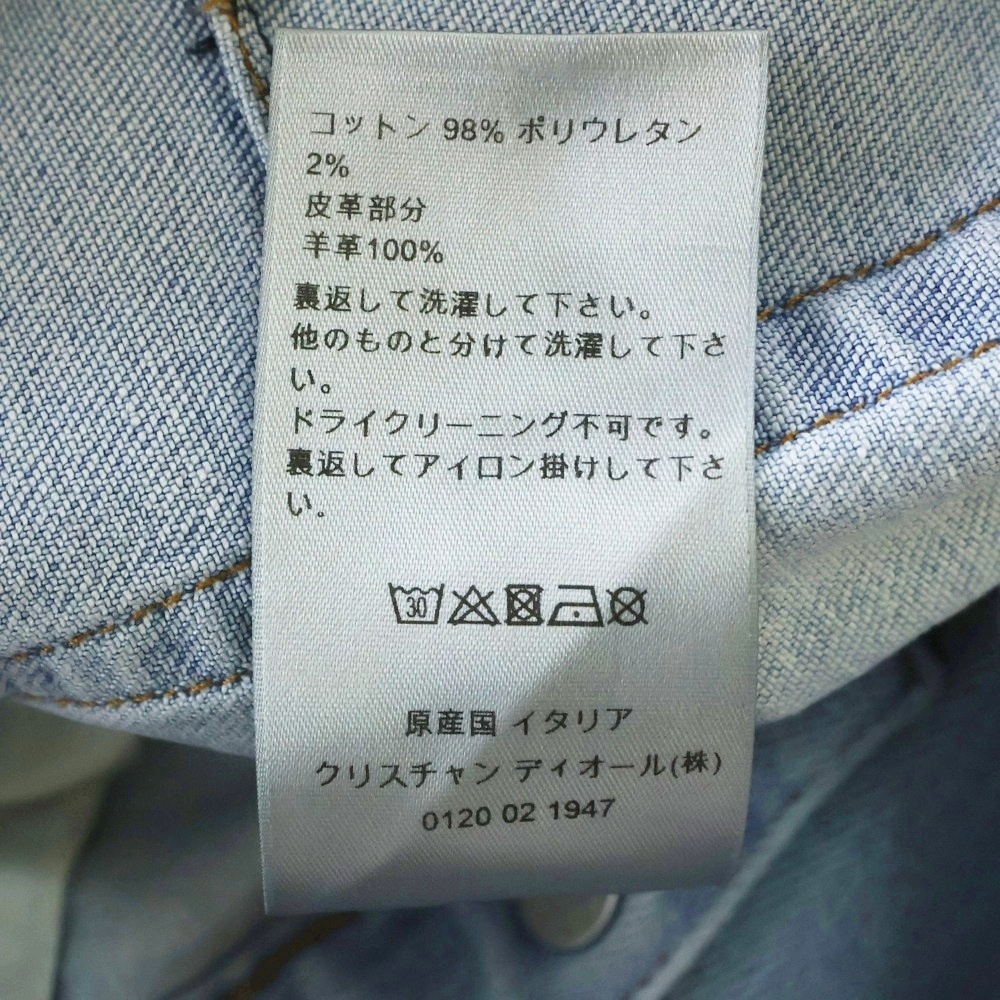 コットン 98% ポリウレタン
2%
皮革部分
羊革100%
裏返して洗濯して下さい。
他のものと分けて洗濯して下さ
い。
ドライクリーニング不可です。
裏返してアイロン掛けして下さ
い。
30
原産国 イタリア
クリスチャン ディオール(株)
0120 02 1947